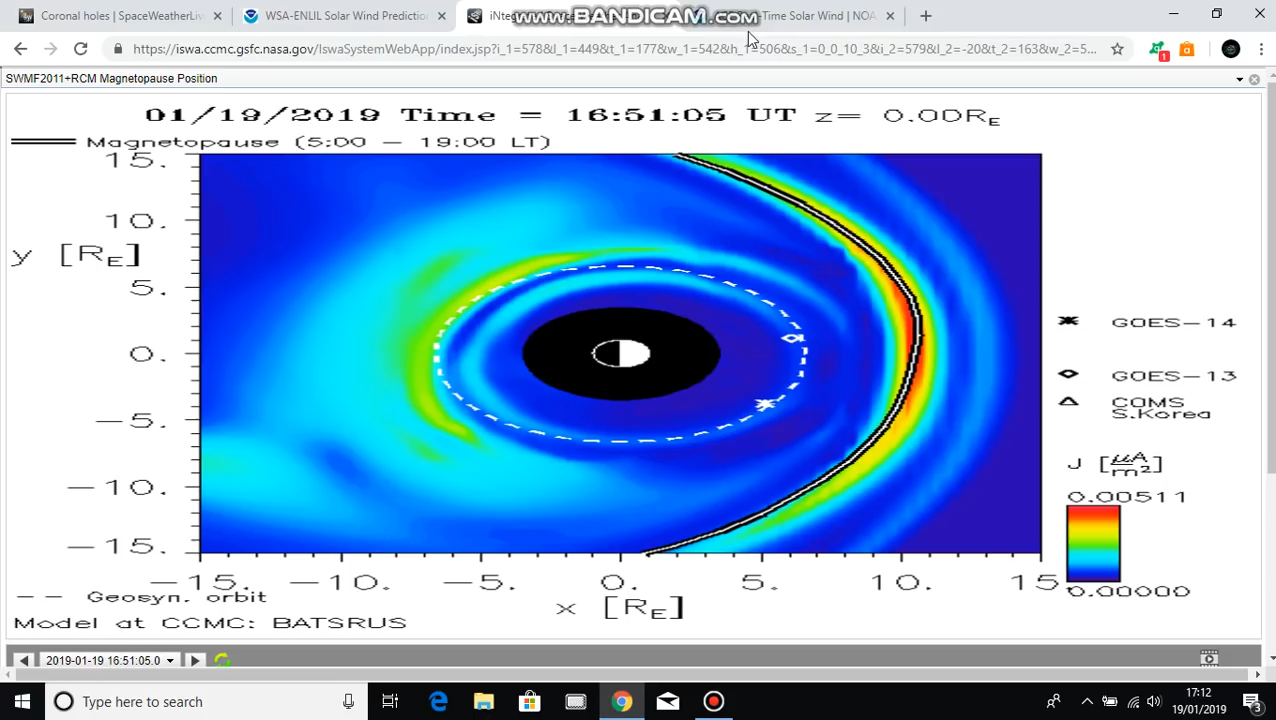 Coronal holes | SpaceWeatherLiv
WSA-ENLIL Solar Wind Prediction
iNte
www.BANDICAM.com
-Time Solar Wind | NOA
https://iswa.ccmc.gsfc.nasa.gov/IswaSystemWebApp/index.jsp?i_1=578&l_1=449&t_1=177&w_1=542&h_1=506&s_1=0_0_10_3&i_2=579&l_2=-20&t_2=163&w_2=5...
1
SWMF2011+RCM Magnetopause Position
01/19/2019 Time = 16:51:05 UT z= 0.00RE
Magnetopause (5:00 – 19:00 LT)
15.
10.
y [RE]
5.
0.
−5.
−10.
−15.
GOES-14
GOES-13
COMS
S.Korea
J [μA/m2]
0.00511
0.00000
−15. −10. −5. 0. 5. 10. 15
Geosyn. orbit
x [RE]
Model at CCMC: BATSRUS
2019-01-19 16:51:05.0
Type here to search
17:12
19/01/2019
3